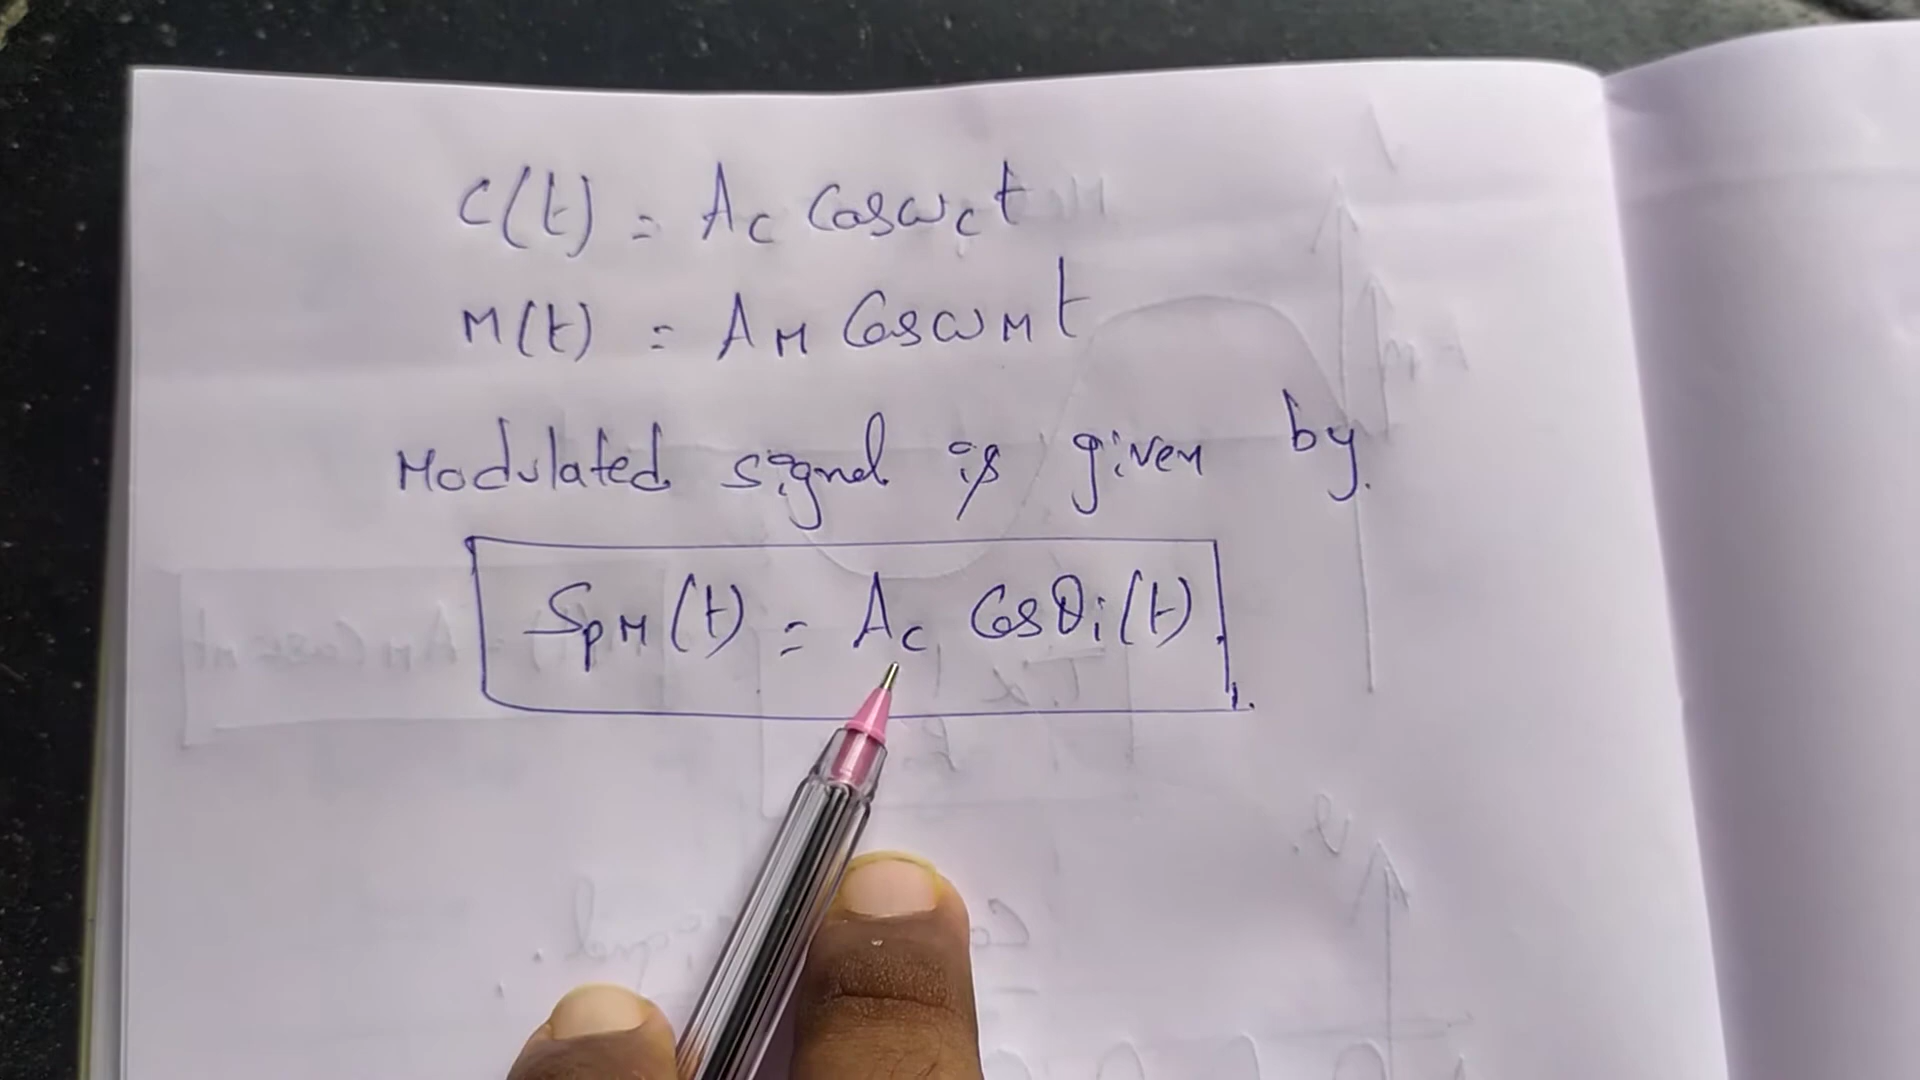 C(t) = Ac Cosωct
M(t) = AM CosωMt
Modulated signal is given by.
SPM(t) = Ac Cosθi(t).